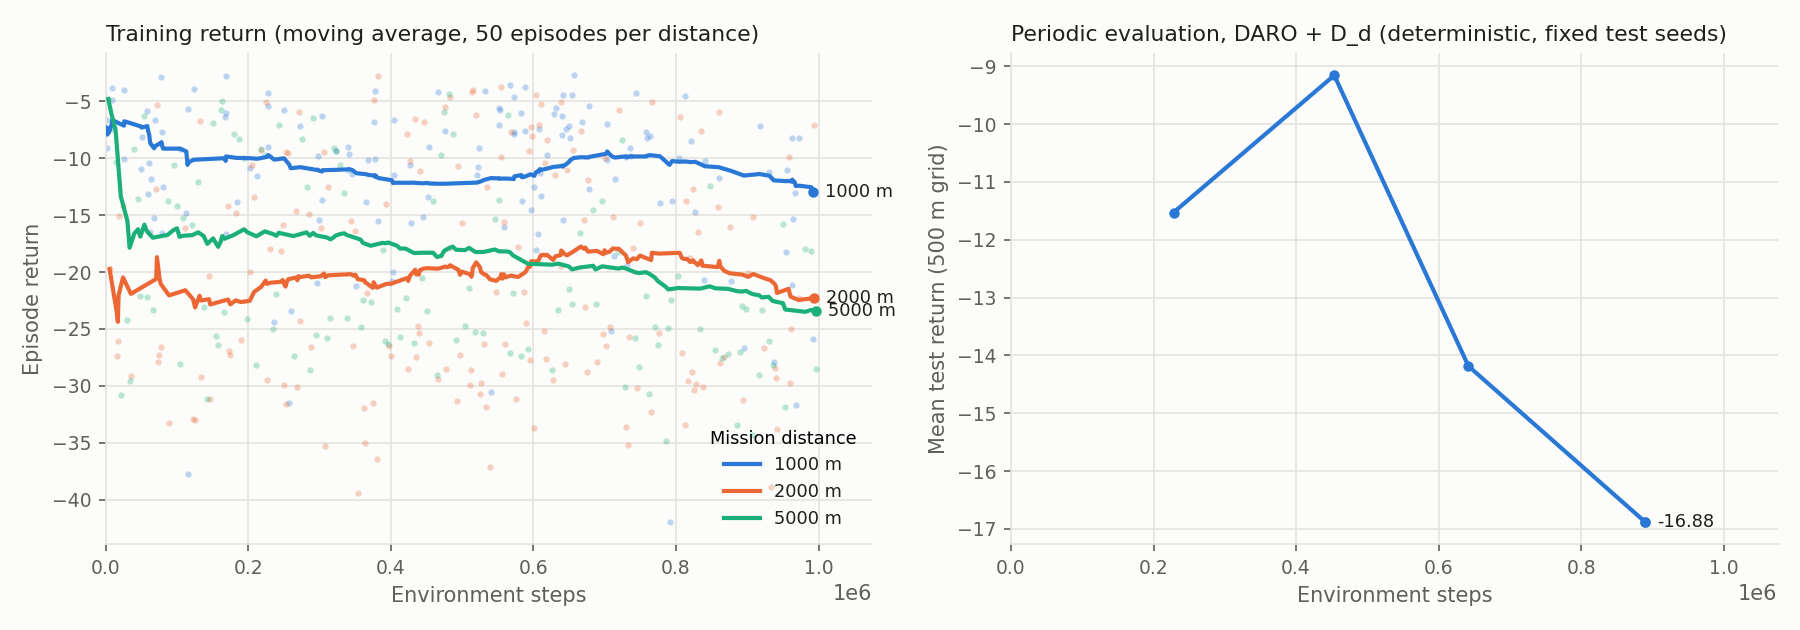 Training return (moving average, 50 episodes per distance)
Episode return
−5
−10
−15
−20
−25
−30
−35
−40
1000 m
2000 m
5000 m
Mission distance
1000 m
2000 m
5000 m
0.0 0.2 0.4 0.6 0.8 1.0
1e6
Environment steps
Periodic evaluation, DARO + D_d (deterministic, fixed test seeds)
Mean test return (500 m grid)
−9
−10
−11
−12
−13
−14
−15
−16
−17
-16.88
0.0 0.2 0.4 0.6 0.8 1.0
1e6
Environment steps